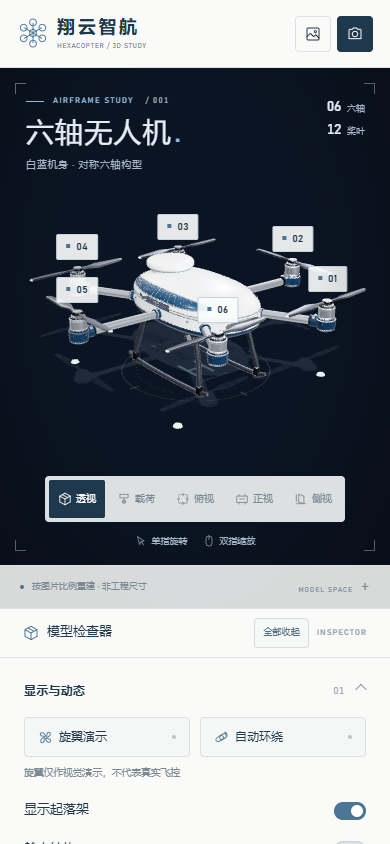 翔云智航
HEXACOPTER / 3D STUDY
AIRFRAME STUDY / 001
06 六轴
六轴无人机.
12 桨叶
白蓝机身 · 对称六轴构型
03
02
04
01
05
06
透视
载荷
俯视
正视
侧视
单指旋转
双指缩放
按图片比例重建 · 非工程尺寸
MODEL SPACE +
模型检查器
全部收起
INSPECTOR
显示与动态
01
旋翼演示
自动环绕
旋翼仅作视觉演示，不代表真实飞控
显示起落架